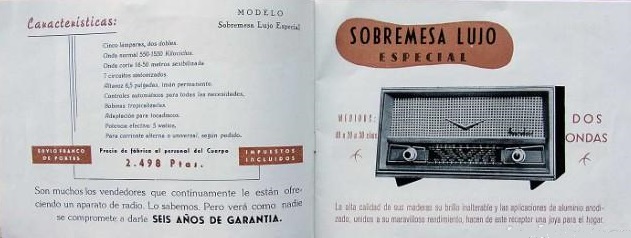 MODELO
Características:
Sobremesa Lujo Especial
Cinco lámparas, dos dobles.
Onda normal 550-1550 Kilociclos.
Onda corta 16-50 metros ensibilizada
7 circuitos sintonizados
Altavoz 6,5 pulgadas, imán permanente.
Controles automáticos para todas las necesidades.
Bobinas tropicalizadas.
Adaptación para tocadiscos.
Potencia efectiva 3 watios.
Para corriente alterna o universal, según pedido.
ENVIO FRANCO
DE PORTES
Precio de fábrica al personal del Cuerpo
2.498 Ptas.
IMPUESTOS
INCLUIDOS
Son muchos los vendedores que continuamente le están ofre-
ciendo un aparato de radio. Lo sabemos. Pero verá como nadie
se compromete a darle SEIS AÑOS DE GARANTIA.
SOBREMESA LUJO
ESPECIAL
MEDIDAS:
x 20 x 30 ctms
DOS
ONDAS
La alta calidad de sus maderas su brillo inalterable y las aplicaciones de aluminio anodi-
zado, unidos a su maravilloso rendimiento, hacen de este receptor una joya para el hogar.